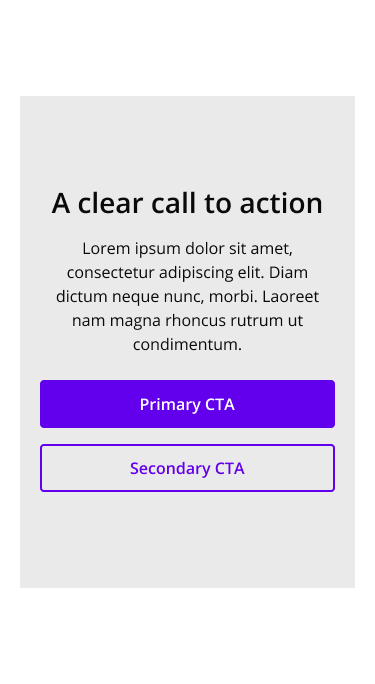 A clear call to action
Lorem ipsum dolor sit amet,
consectetur adipiscing elit. Diam
dictum neque nunc, morbi. Laoreet
nam magna rhoncus rutrum ut
condimentum.
Primary CTA
Secondary CTA